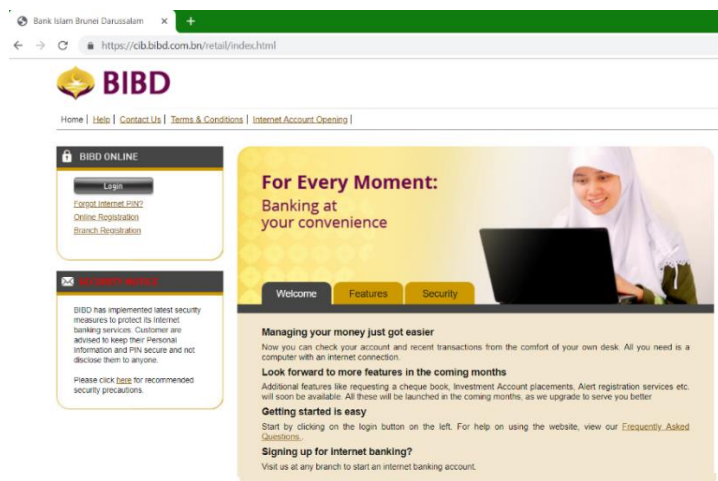 Bank Islam Brunei Darussalam
https://cib.bibd.com.bn/retail/index.html
BIBD
Home | Help | Contact Us | Terms & Conditions | Internet Account Opening |
BIBD ONLINE
Login
Forgot Internet PIN?
Online Registration
Branch Registration
For Every Moment:
Banking at
your convenience
SECURITY NOTICE
BIBD has implemented latest security
measures to protect its Internet
banking services. Customer are
advised to keep their Personal
Information and PIN secure and not
disclose them to anyone.
Please click here for recommended
security precautions.
Welcome Features Security
Managing your money just got easier
Now you can check your account and recent transactions from the comfort of your own desk. All you need is a
computer with an internet connection.
Look forward to more features in the coming months
Additional features like requesting a cheque book, Investment Account placements, Alert registration services etc.
will soon be available. All these will be launched in the coming months, as we upgrade to serve you better
Getting started is easy
Start by clicking on the login button on the left. For help on using the website, view our Frequently Asked
Questions.
Signing up for internet banking?
Visit us at any branch to start an internet banking account.